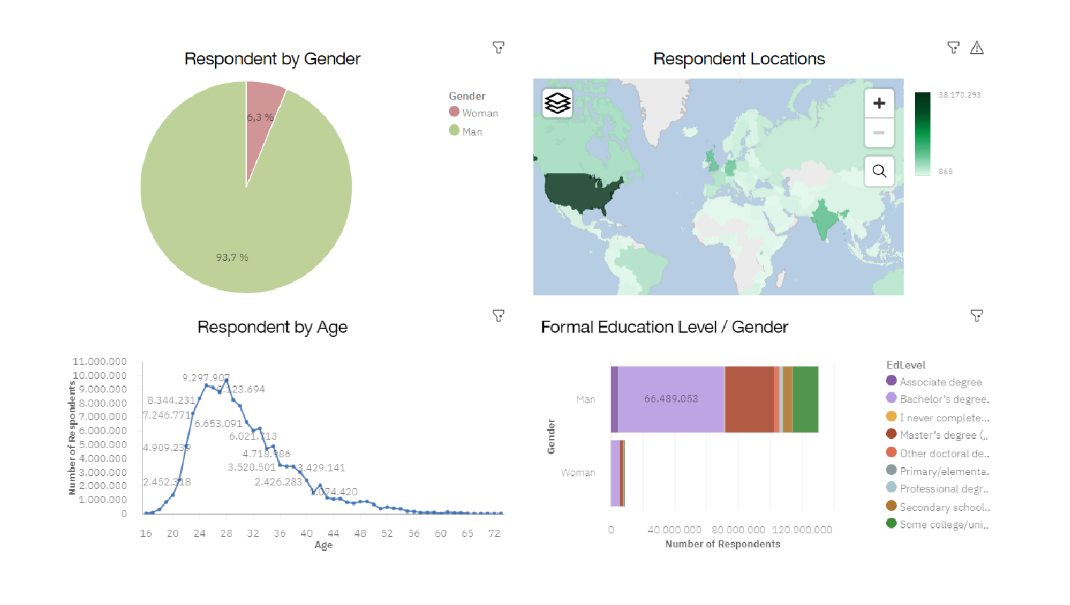 Respondent by Gender
6,3 %
93,7 %
Gender
Woman
Man
Respondent Locations
38.170.293
865
Respondent by Age
Number of Respondents
11.000.000
10.000.000
9.000.000
8.000.000
7.000.000
6.000.000
5.000.000
4.000.000
3.000.000
2.000.000
1.000.000
0
9.297.907
8.344.231
7.246.771
6.653.091
6.021.713
4.909.239
4.718.986
3.520.501
3.429.141
2.452.318
2.426.283
16 20 24 28 32 36 40 44 48 52 56 60 65 72
Age
Formal Education Level / Gender
Gender
Man
66.489.053
Woman
0 40.000.000 80.000.000 120.000.000
Number of Respondents
EdLevel
Associate degree
Bachelor's degree..
I never complete...
Master's degree (,.
Other doctoral de..
Primary/elementa..
Professional degr..
Secondary school...
Some college/uni,.